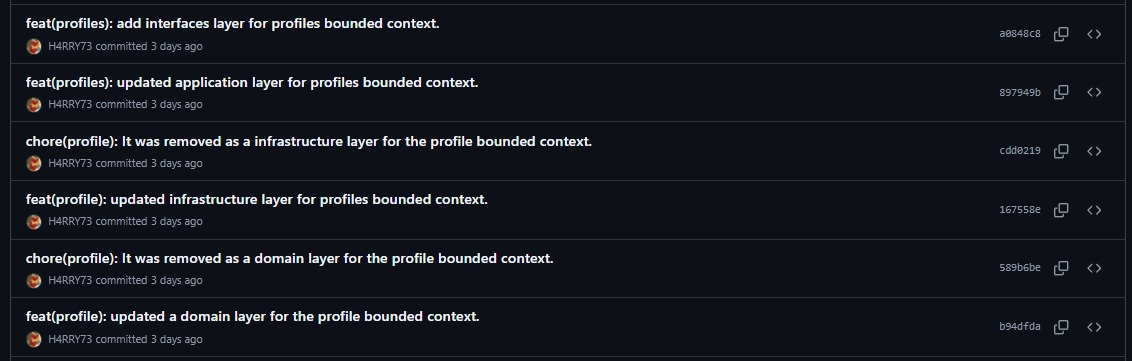 feat(profiles): add interfaces layer for profiles bounded context.
H4RRY73 committed 3 days ago
a0848c8
feat(profiles): updated application layer for profiles bounded context.
H4RRY73 committed 3 days ago
897949b
chore(profile): It was removed as a infrastructure layer for the profile bounded context.
H4RRY73 committed 3 days ago
cdd0219
feat(profile): updated infrastructure layer for profiles bounded context.
H4RRY73 committed 3 days ago
167558e
chore(profile): It was removed as a domain layer for the profile bounded context.
H4RRY73 committed 3 days ago
589b6be
feat(profile): updated a domain layer for the profile bounded context.
H4RRY73 committed 3 days ago
b94dfda